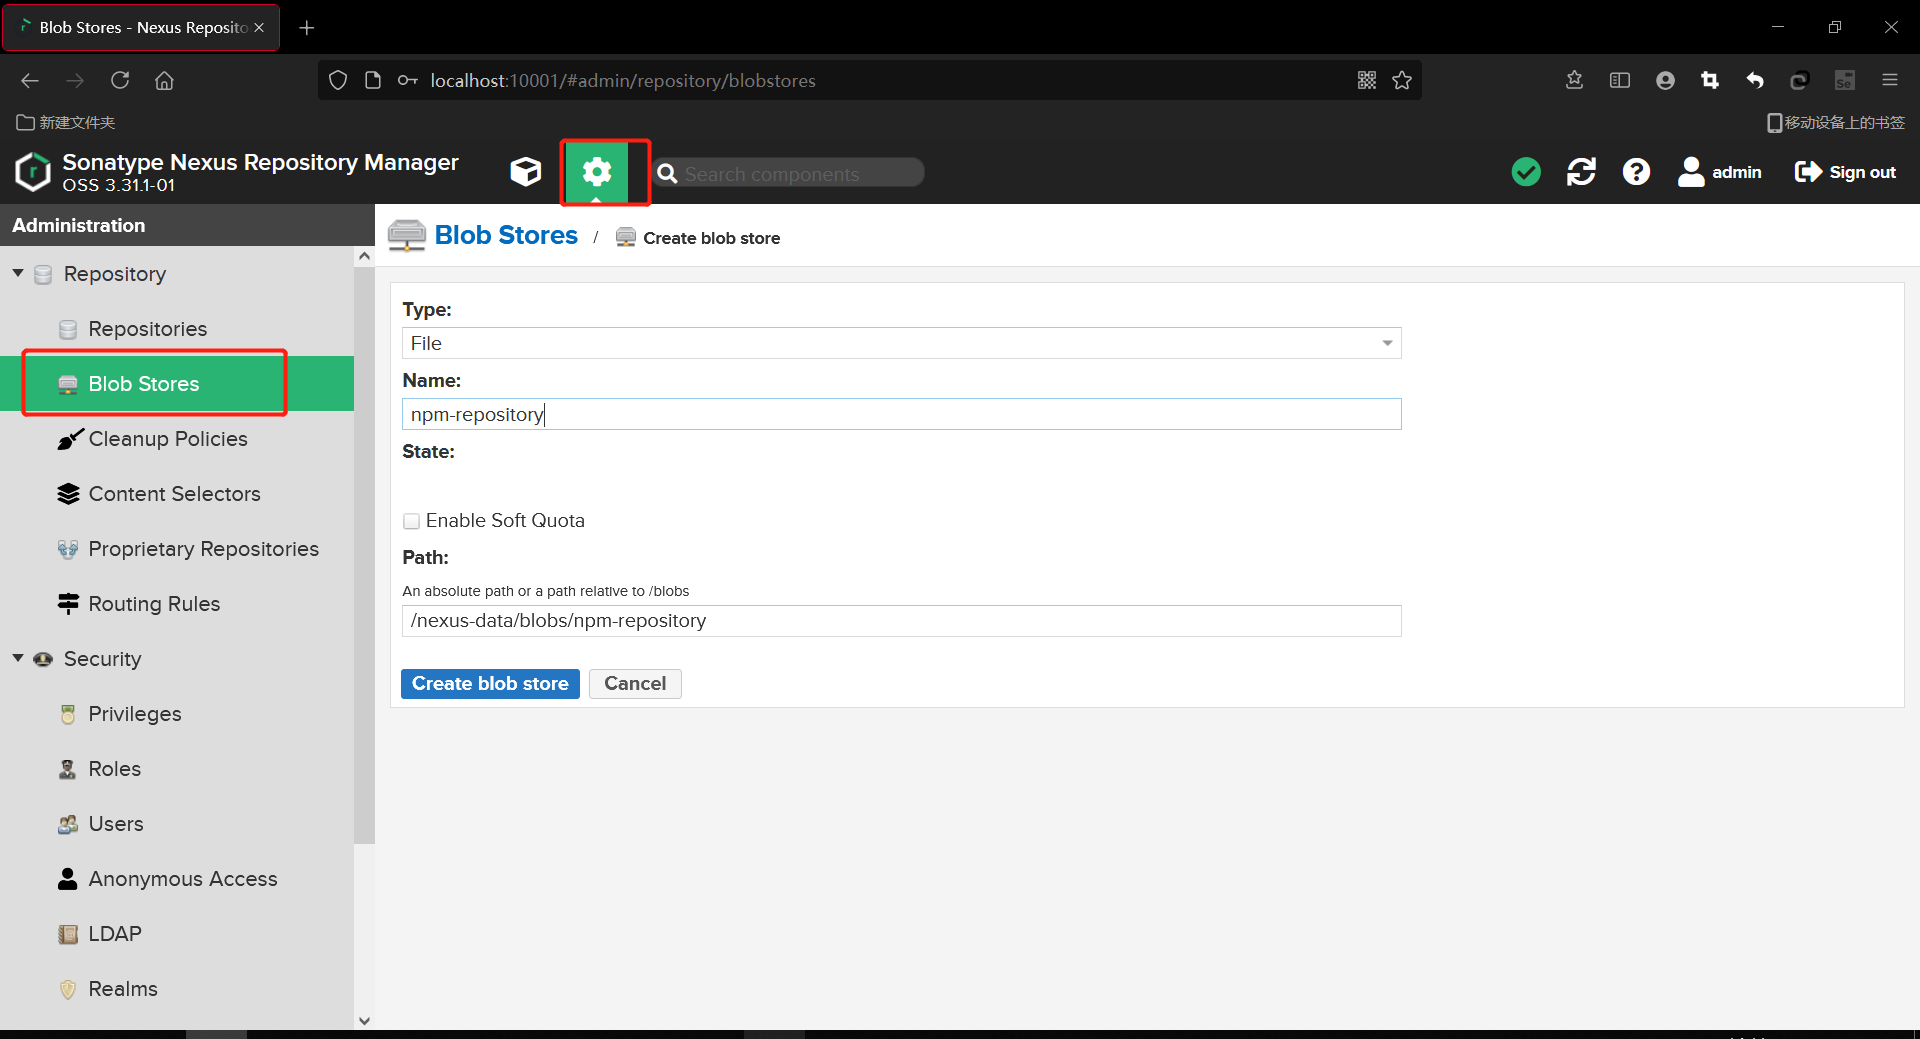 Blob Stores - Nexus Reposito
localhost:10001/#admin/repository/blobstores
新建文件夹
移动设备上的书签
Sonatype Nexus Repository Manager
OSS 3.31.1-01
Search components
admin
Sign out
Administration
Repository
Repositories
Blob Stores
Cleanup Policies
Content Selectors
Proprietary Repositories
Routing Rules
Security
Privileges
Roles
Users
Anonymous Access
LDAP
Realms
Blob Stores / Create blob store
Type:
File
Name:
npm-repository
State:
Enable Soft Quota
Path:
An absolute path or a path relative to /blobs
/nexus-data/blobs/npm-repository
Create blob store
Cancel